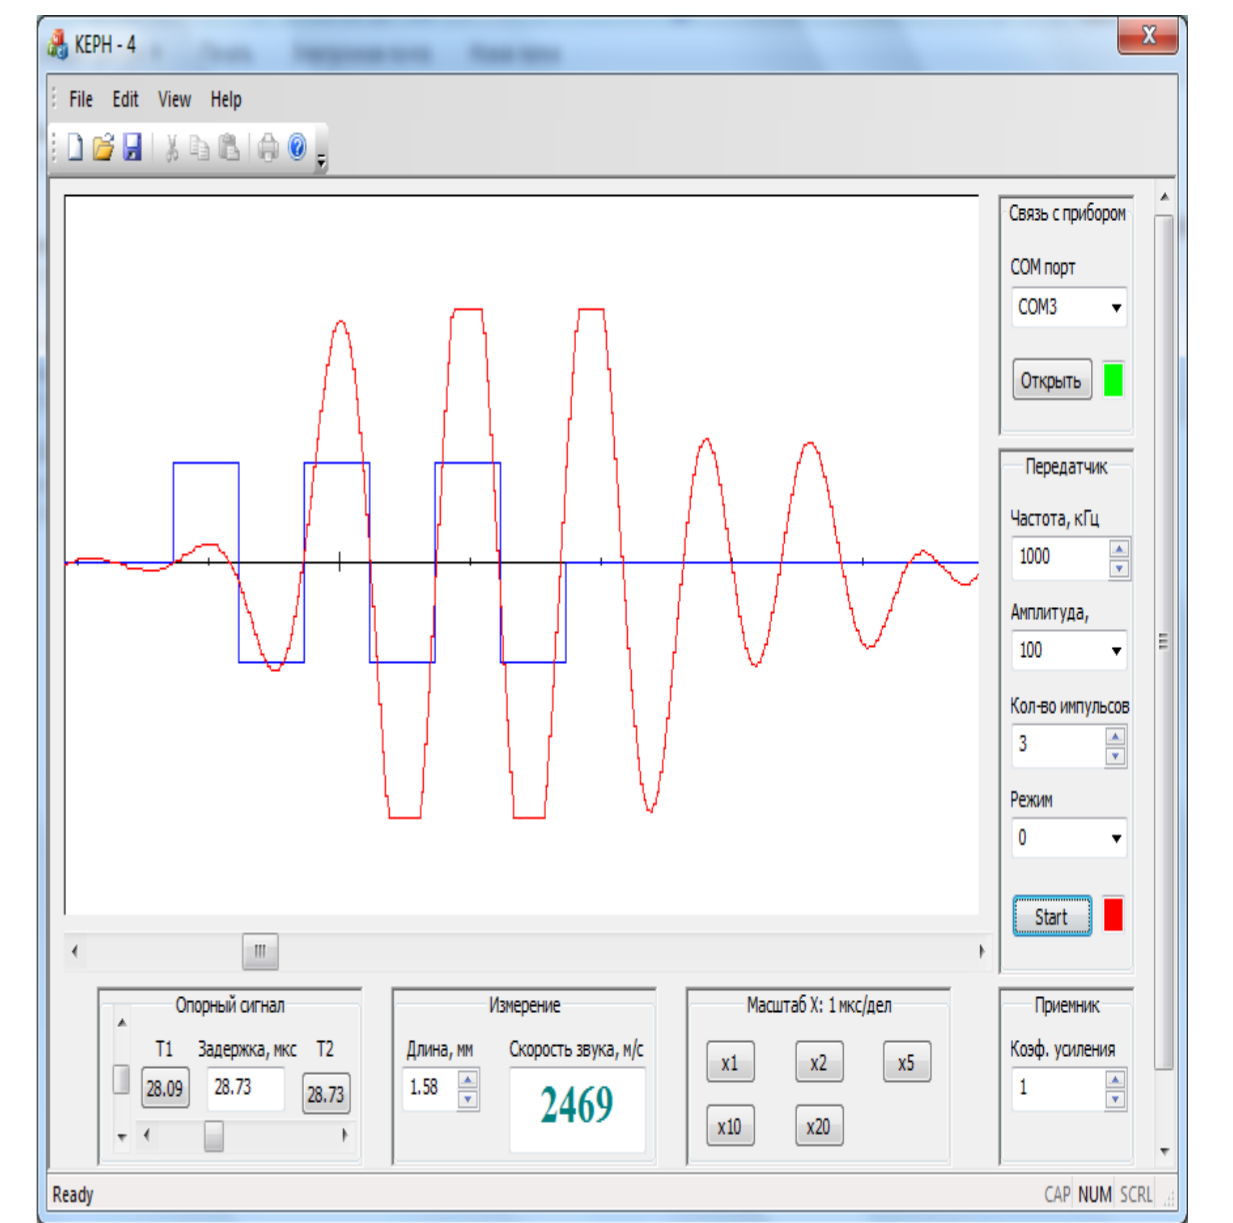 КЕРН - 4
File Edit View Help
Связь с прибором
COM порт
COM3
Открыть
Передатчик
Частота, кГц
1000
Амплитуда,
100
Кол-во импульсов
3
Режим
0
Start
Опорный сигнал
T1 Задержка, мкс T2
28.09 28.73 28.73
Измерение
Длина, мм Скорость звука, м/с
1.58 2469
Масштаб X: 1 мкс/дел
x1 x2 x5
x10 x20
Приемник
Коэф. усиления
1
Ready CAP NUM SCRL